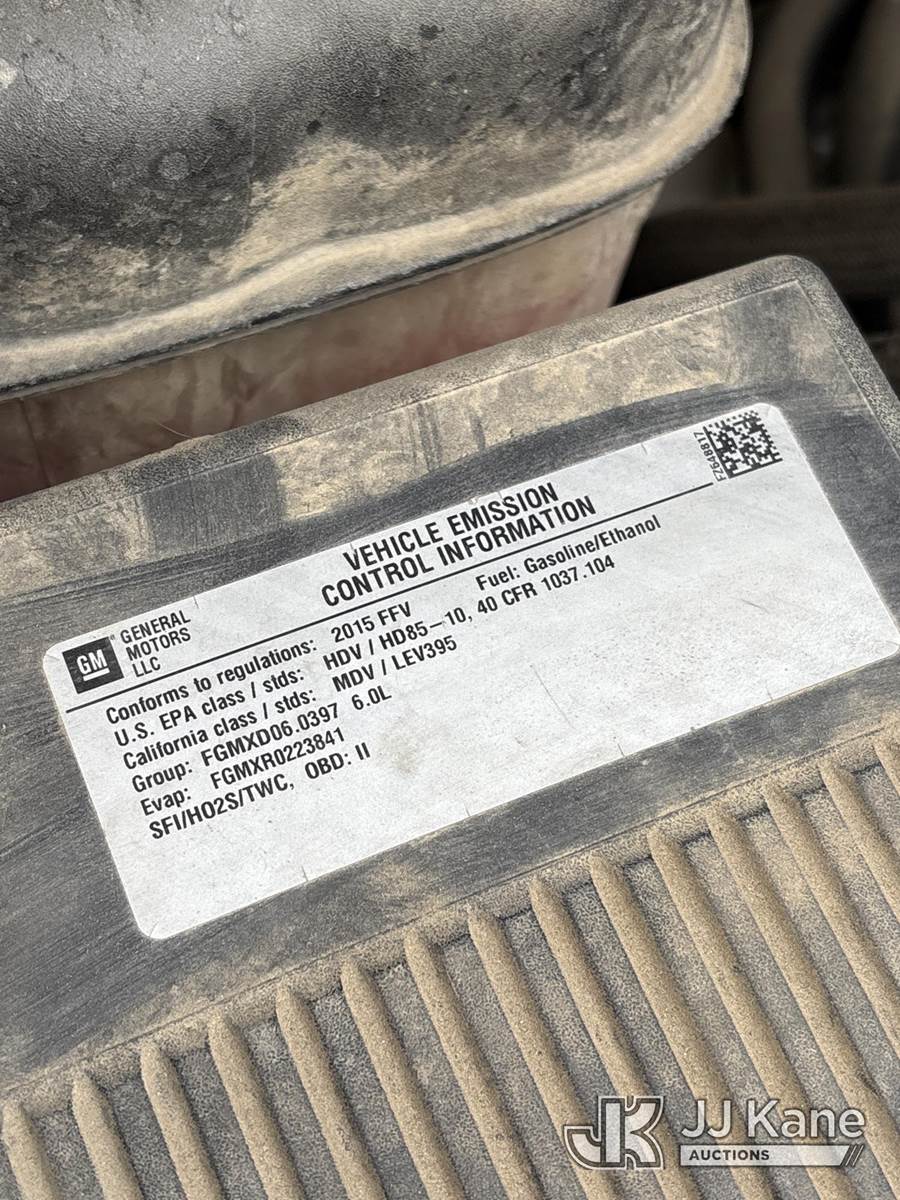 FZ648817
VEHICLE EMISSION
CONTROL INFORMATION
GM
GENERAL
MOTORS
LLC
Conforms to regulations: 2015 FFV Fuel: Gasoline/Ethanol
U.S. EPA class / stds: HDV / HD85-10, 40 CFR 1037.104
California class / stds: MDV / LEV395
Group: FGMXD06.0397 6.0L
Evap: FGMXR0223841
SFI/HO2S/TWC, OBD: II
JK JJ Kane
AUCTIONS